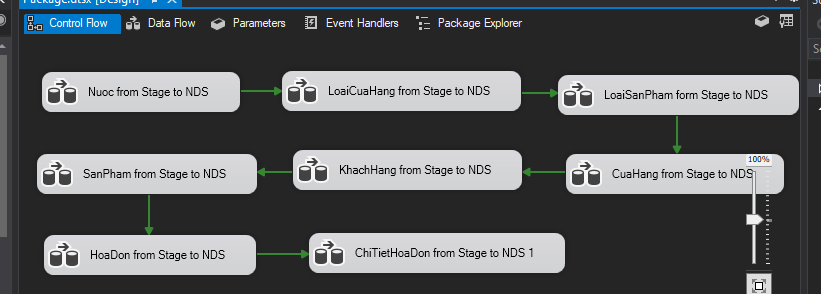 Package.dtsx [Design]
Control Flow
Data Flow
Parameters
Event Handlers
Package Explorer
Nuoc from Stage to NDS
LoaiCuaHang from Stage to NDS
LoaiSanPham form Stage to NDS
SanPham from Stage to NDS
KhachHang from Stage to NDS
CuaHang from Stage to NDS
100%
HoaDon from Stage to NDS
ChiTietHoaDon from Stage to NDS 1